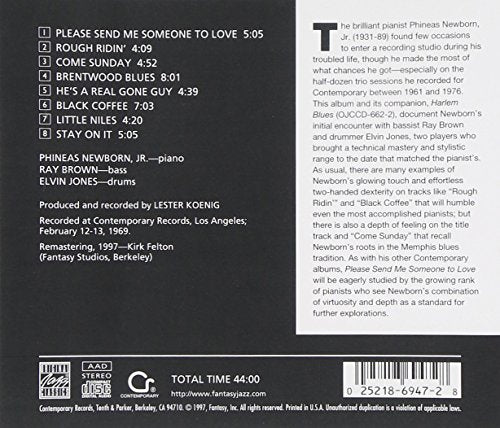 1 PLEASE SEND ME SOMEONE TO LOVE 5:05
2 ROUGH RIDIN' 4:09
3 COME SUNDAY 4:52
4 BRENTWOOD BLUES 8:01
5 HE'S A REAL GONE GUY 4:39
6 BLACK COFFEE 7:03
7 LITTLE NILES 4:20
8 STAY ON IT 5:05
PHINEAS NEWBORN, JR.—piano
RAY BROWN—bass
ELVIN JONES—drums
Produced and recorded by LESTER KOENIG
Recorded at Contemporary Records, Los Angeles;
February 12-13, 1969.
Remastering, 1997—Kirk Felton
(Fantasy Studios, Berkeley)
The brilliant pianist Phineas Newborn,
Jr. (1931-89) found few occasions
to enter a recording studio during his
troubled life, though he made the most
of what chances he got—especially on the
half-dozen trio sessions he recorded for
Contemporary between 1961 and 1976.
This album and its companion, Harlem
Blues (OJCCD-662-2), document Newborn's
initial encounter with bassist Ray Brown and
drummer Elvin Jones, two players who
brought a technical mastery and stylistic
range to the date that matched the pianist's.
As usual, there are many examples of
Newborn's glowing touch and effortless
two-handed dexterity on tracks like "Rough
Ridin'" and "Black Coffee" that will humble
even the most accomplished pianists; but
there is also a depth of feeling on the title
track and "Come Sunday" that recall
Newborn's roots in the Memphis blues
tradition. As with his other Contemporary
albums, Please Send Me Someone to Love
will be eagerly studied by the growing rank
of pianists who see Newborn's combination
of virtuosity and depth as a standard for
further explorations.
ORIGINAL JAZZ CLASSICS
AAD
STEREO
COMPACT disc DIGITAL AUDIO
CR
CONTEMPORARY
TOTAL TIME 44:00
http://www.fantasyjazz.com
0 25218-6947-2 8
Contemporary Records, Tenth & Parker, Berkeley, CA 94710. © 1997, Fantasy, Inc. All rights reserved. Printed in U.S.A. Unauthorized duplication is a violation of applicable laws.